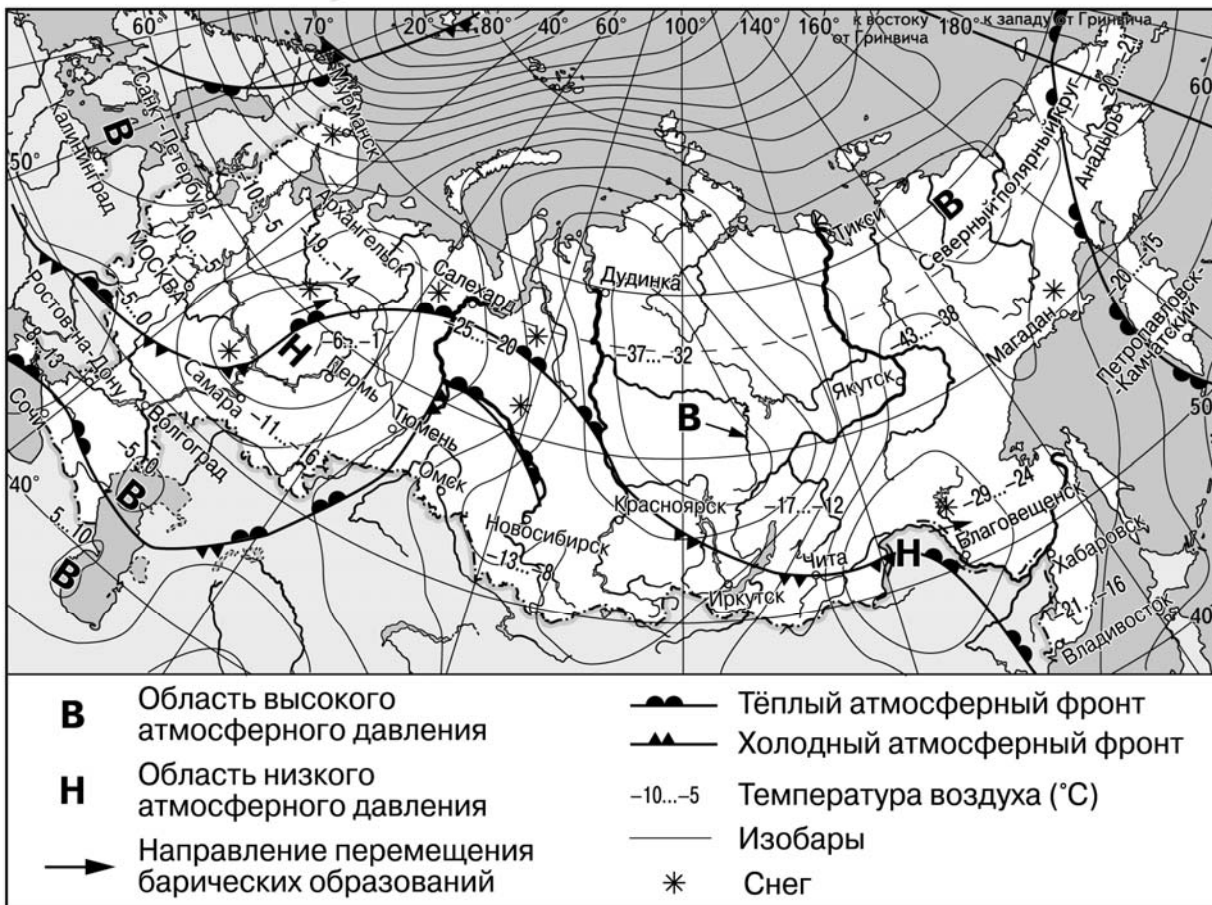 60°
70°
20°
40°
60°
80°
100°
120°
140°
160°
к востоку
от Гринвича
180°
к западу от Гринвича
60°
50°
40°
60
50
40
Мурманск
Санкт-Петербург
Калининград
В
Архангельск
МОСКВА
Салехард
Дудинка
Тикси
Северный полярный круг
Анадырь
В
Ростов-на-Дону
Сочи
Самара
Волгоград
Н
Пермь
Тюмень
Омск
Новосибирск
Красноярск
Иркутск
Чита
В
Якутск
Магадан
Петропавловск-
-Камчатский
Н
Благовещенск
Хабаровск
Владивосток
В
В
-10...-5
-10...-5
-19...-14
-5...0
-6...-1
-25...-20
-37...-32
-43...-38
-20...-15
-11...-16
5...10
-13...-8
-17...-12
-29...-24
-21...-16
В
Область высокого
атмосферного давления
Н
Область низкого
атмосферного давления
Направление перемещения
барических образований
Тёплый атмосферный фронт
Холодный атмосферный фронт
-10...-5
Температура воздуха (°С)
Изобары
Снег